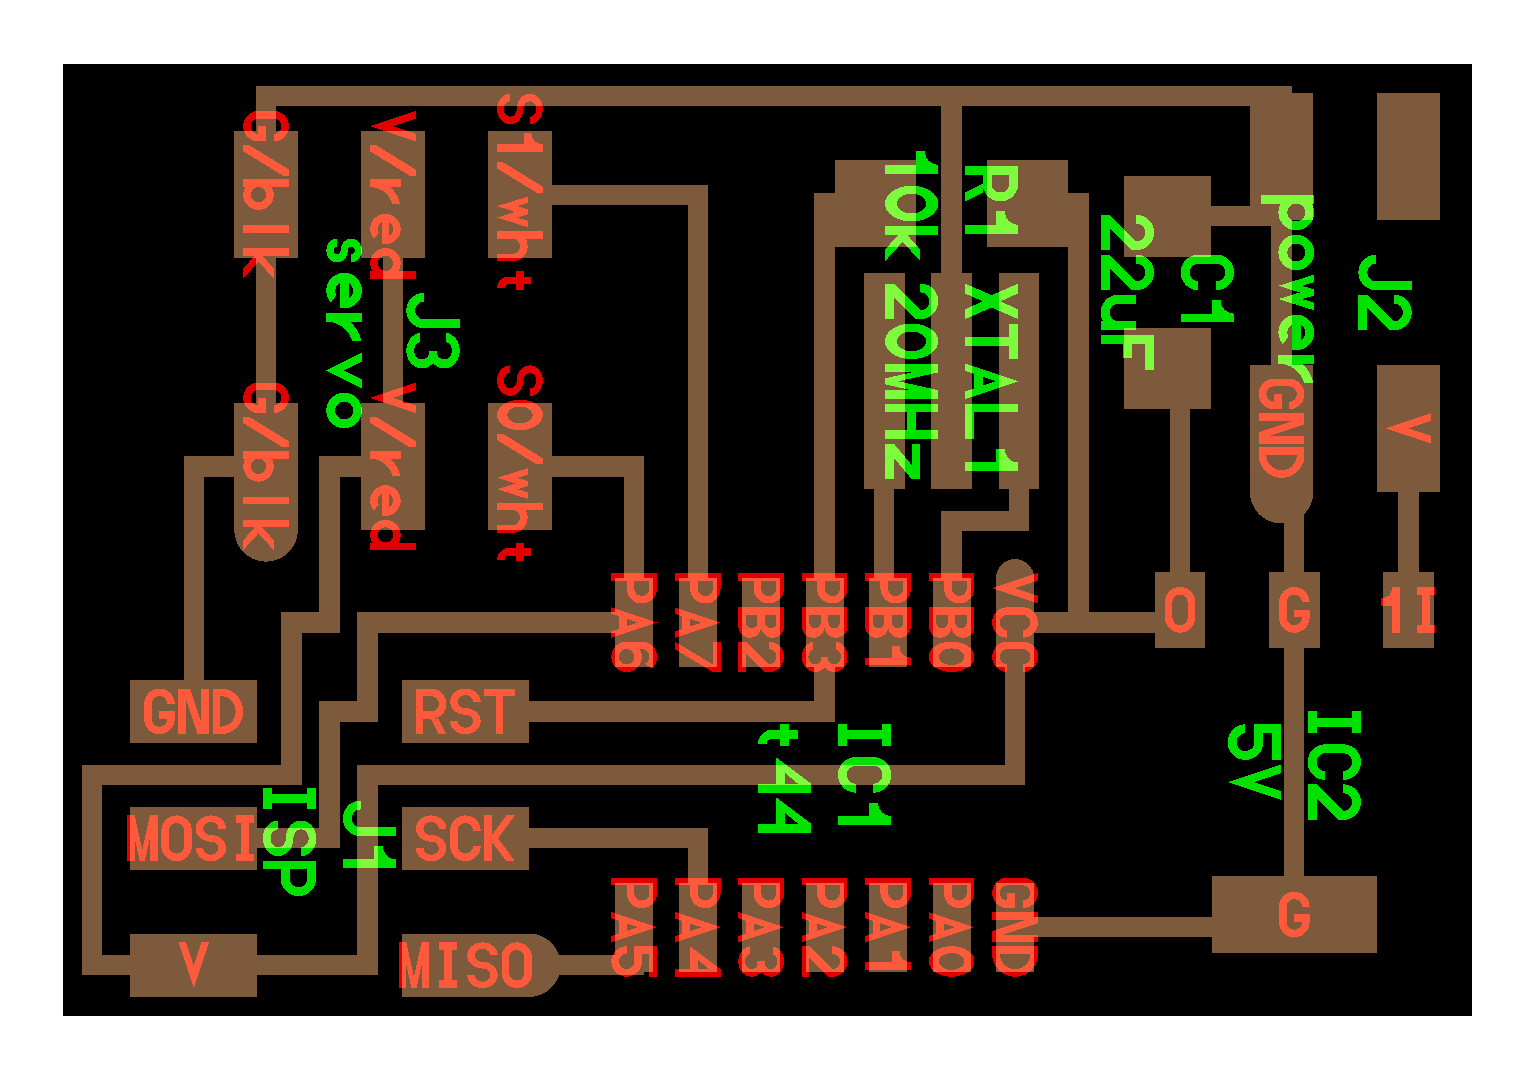 G/blk
V/red
S1/wht
servo
J3
G/blk
V/red
S0/wht
10k
R1
20MHz
XTAL1
22uF
C1
power
J2
GND
V
PA6
PA7
PB2
PB3
PB1
PB0
VCC
O
G
1I
GND
RST
t44
IC1
5V
IC2
MOSI
ISP
J1
SCK
V
MISO
PA5
PA4
PA3
PA2
PA1
PA0
GND
G